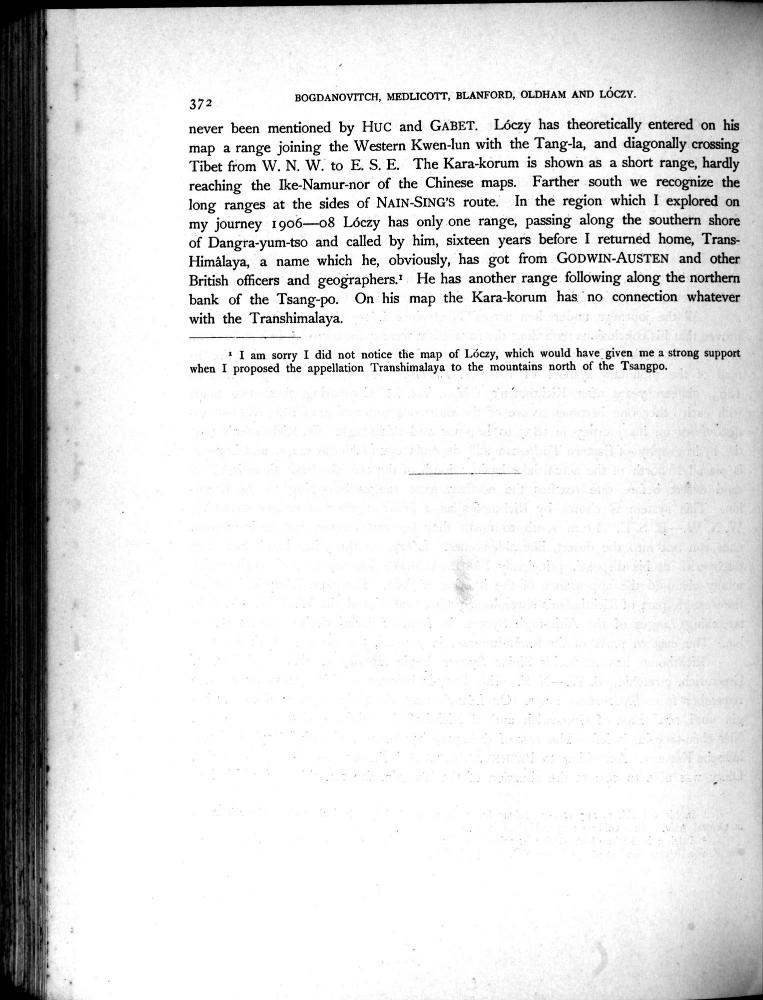 372
BOGDANOVITCH, MEDLICOTT, BLANFORD, OLDHAM AND LÓCZY.
never been mentioned by HUC and GABET. Lóczy has theoretically entered on his
map a range joining the Western Kwen-lun with the Tang-la, and diagonally crossing
Tibet from W. N. W. to E. S. E. The Kara-korum is shown as a short range, hardly
reaching the Ike-Namur-nor of the Chinese maps. Farther south we recognize the
long ranges at the sides of NAIN-SING'S route. In the region which I explored on
my journey 1906—08 Lóczy has only one range, passing along the southern shore
of Dangra-yum-tso and called by him, sixteen years before I returned home, Trans-
Himálaya, a name which he, obviously, has got from GODWIN-AUSTEN and other
British officers and geographers.¹ He has another range following along the northern
bank of the Tsang-po. On his map the Kara-korum has no connection whatever
with the Transhimalaya.
¹ I am sorry I did not notice the map of Lóczy, which would have given me a strong support
when I proposed the appellation Transhimalaya to the mountains north of the Tsangpo.